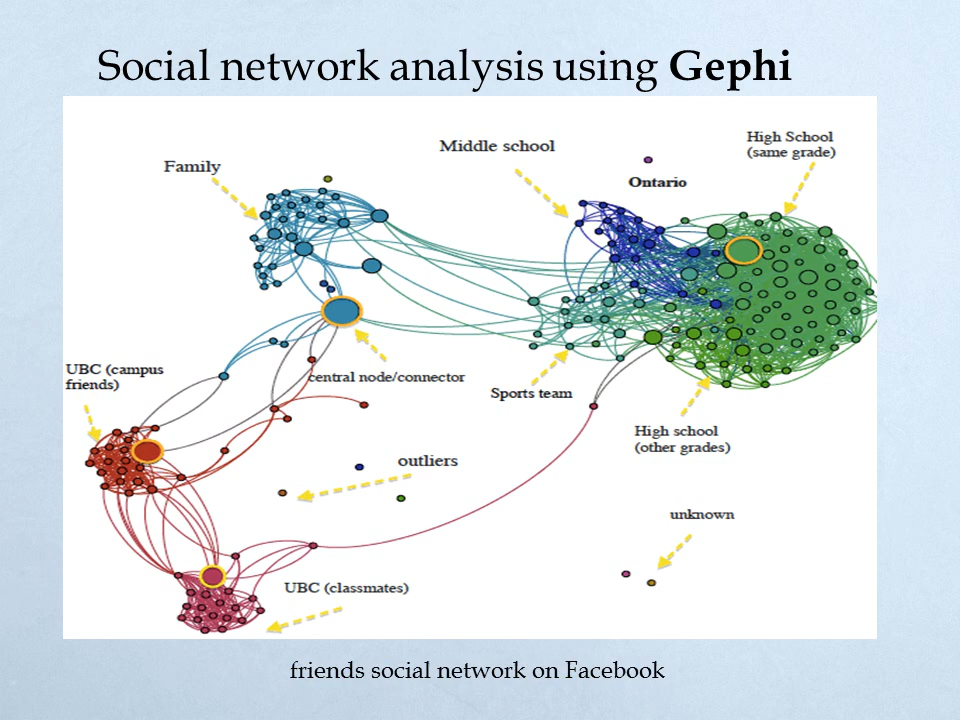 Social network analysis using Gephi
High School
(same grade)
Middle school
Family
Ontario
UBC (campus
friends)
central node/connector
Sports team
High school
(other grades)
outliers
unknown
UBC (classmates)
friends social network on Facebook